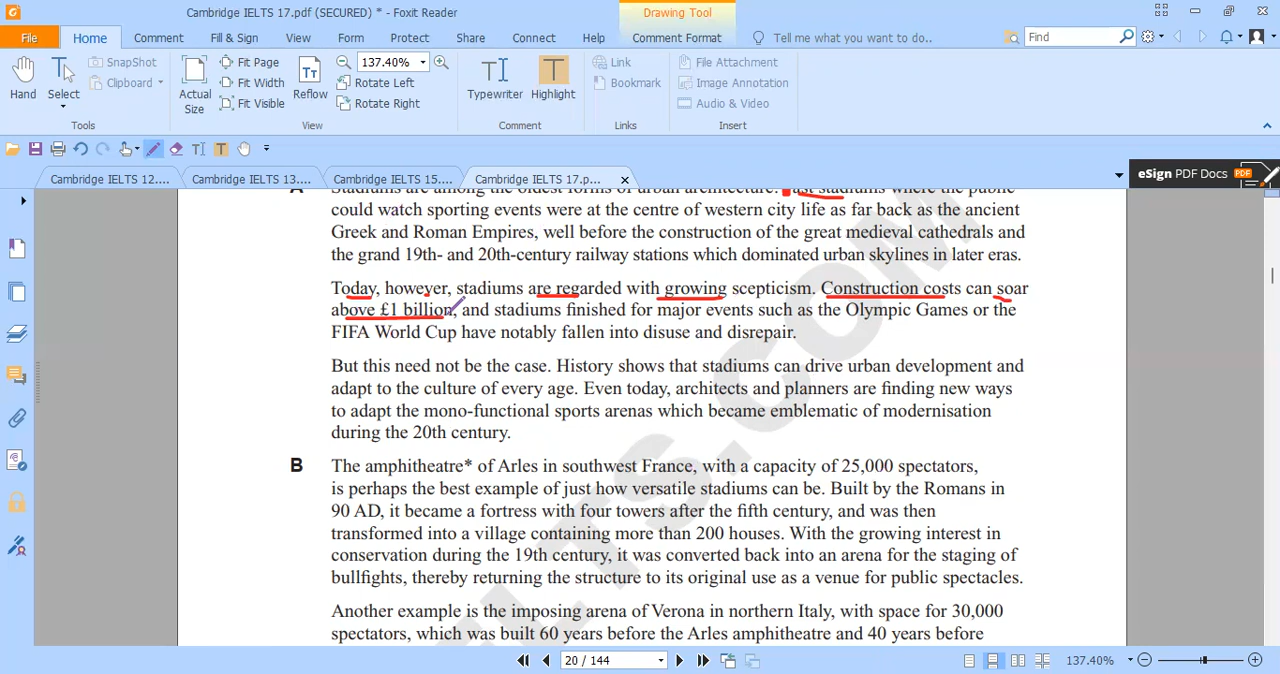 Cambridge IELTS 17.pdf (SECURED) * - Foxit Reader
Drawing Tool
File Home Comment Fill & Sign View Form Protect Share Connect Help Comment Format Tell me what you want to do.. Find
Hand
Select
SnapShot
Clipboard
Tools
Actual
Size
Fit Page
Fit Width
Fit Visible
Reflow
137.40%
Rotate Left
Rotate Right
View
Typewriter
Highlight
Comment
Link
Bookmark
Links
File Attachment
Image Annotation
Audio & Video
Insert
Cambridge IELTS 12.... Cambridge IELTS 13.... Cambridge IELTS 15.... Cambridge IELTS 17.p... eSign PDF Docs PDF
A Stadiums are among the oldest forms of urban architecture: stadiums where the public
could watch sporting events were at the centre of western city life as far back as the ancient
Greek and Roman Empires, well before the construction of the great medieval cathedrals and
the grand 19th- and 20th-century railway stations which dominated urban skylines in later eras.
Today, however, stadiums are regarded with growing scepticism. Construction costs can soar
above £1 billion, and stadiums finished for major events such as the Olympic Games or the
FIFA World Cup have notably fallen into disuse and disrepair.
But this need not be the case. History shows that stadiums can drive urban development and
adapt to the culture of every age. Even today, architects and planners are finding new ways
to adapt the mono-functional sports arenas which became emblematic of modernisation
during the 20th century.
B The amphitheatre* of Arles in southwest France, with a capacity of 25,000 spectators,
is perhaps the best example of just how versatile stadiums can be. Built by the Romans in
90 AD, it became a fortress with four towers after the fifth century, and was then
transformed into a village containing more than 200 houses. With the growing interest in
conservation during the 19th century, it was converted back into an arena for the staging of
bullfights, thereby returning the structure to its original use as a venue for public spectacles.
Another example is the imposing arena of Verona in northern Italy, with space for 30,000
spectators, which was built 60 years before the Arles amphitheatre and 40 years before
20 / 144
137.40%